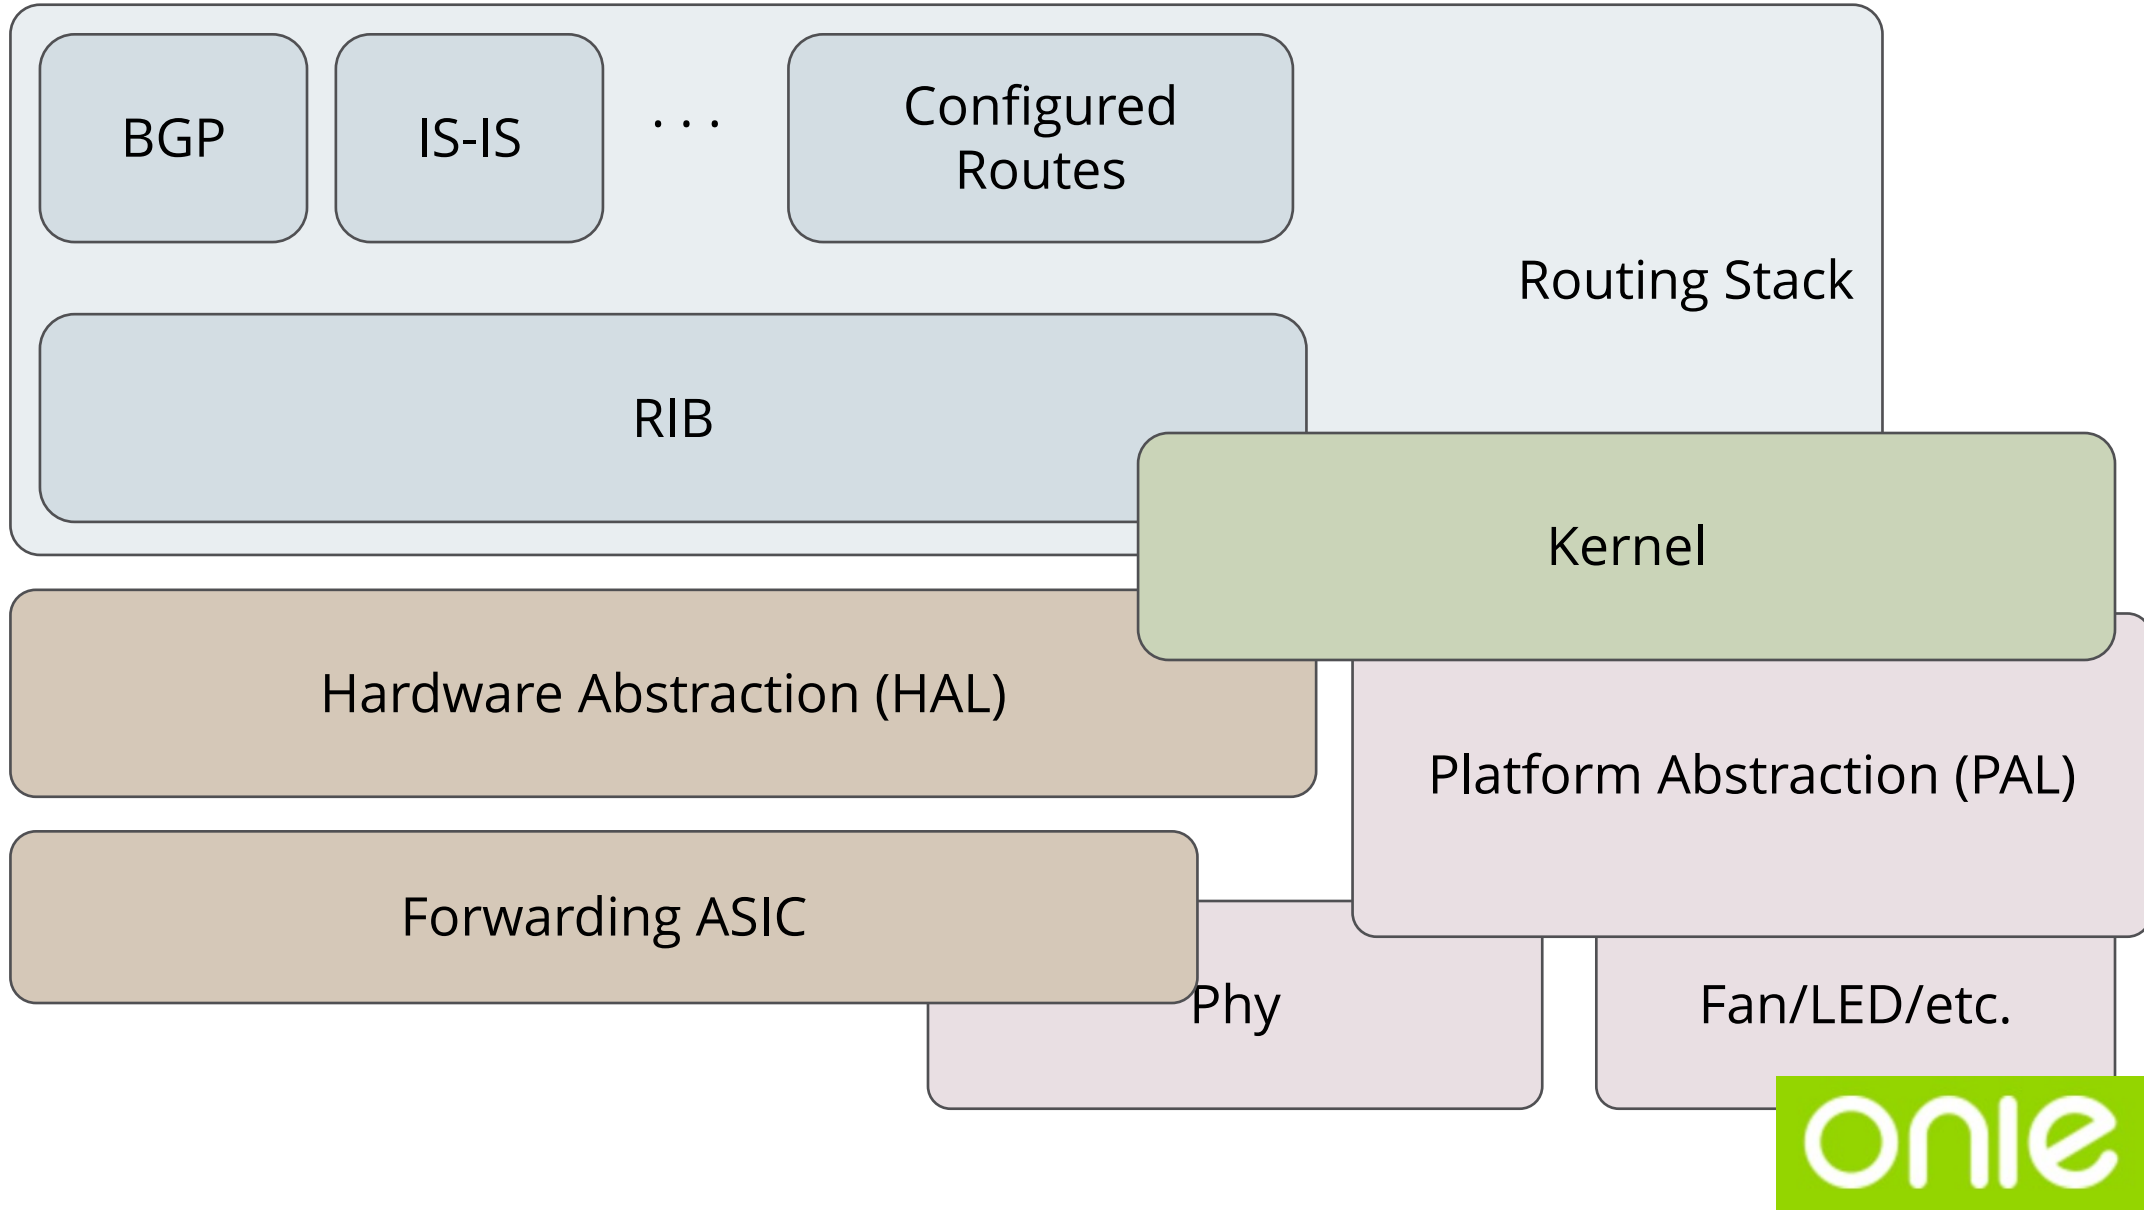 BGP
IS-IS
. . .
Configured
Routes
Routing Stack
RIB
Kernel
Hardware Abstraction (HAL)
Platform Abstraction (PAL)
Forwarding ASIC
Phy
Fan/LED/etc.
onie